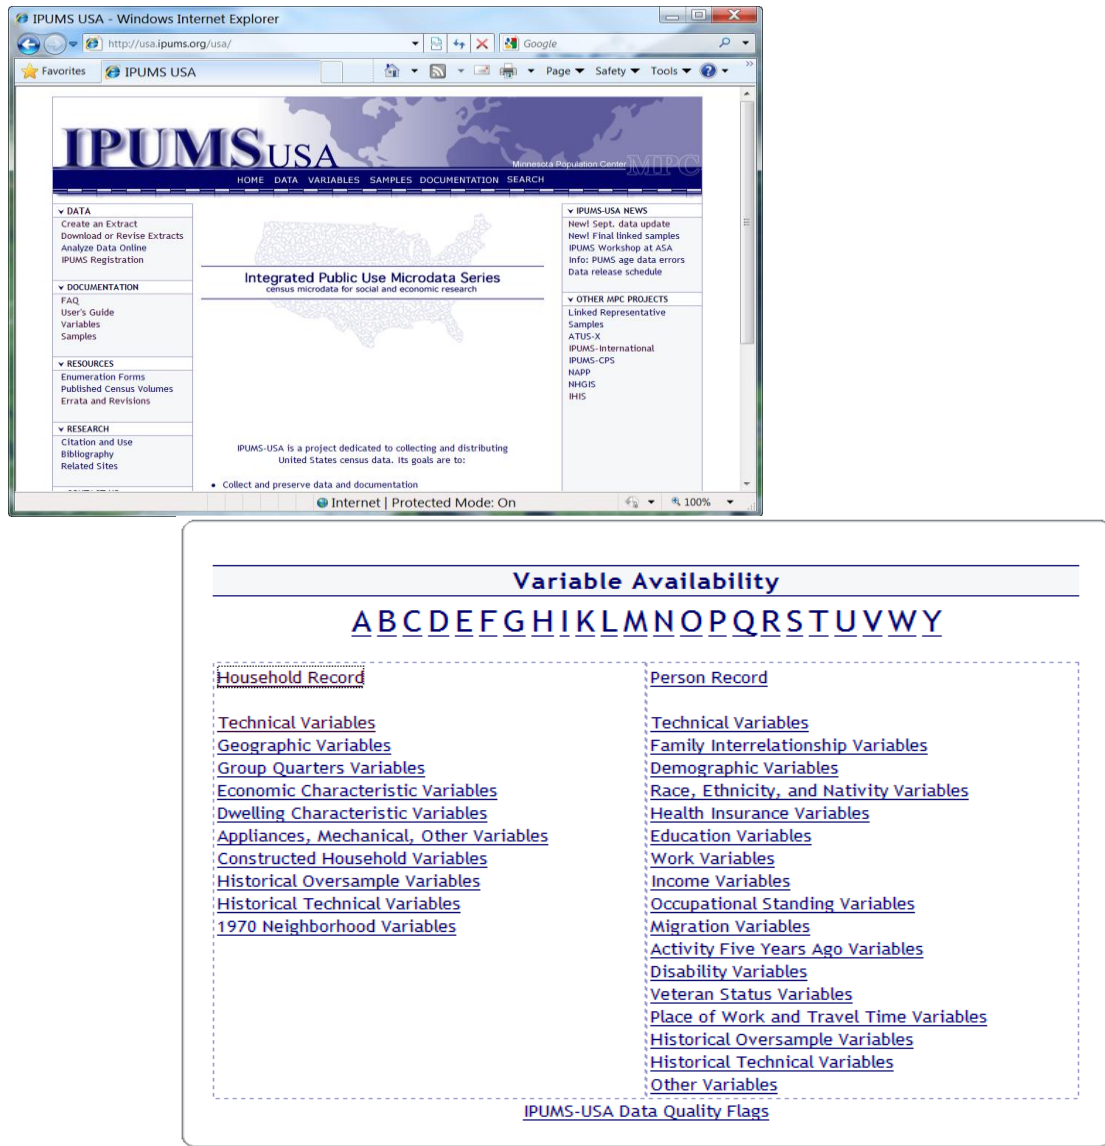 IPUMS USA - Windows Internet Explorer
http://usa.ipums.org/usa/
Google
Favorites
IPUMS USA
Page
Safety
Tools
IPUMS USA
Minnesota Population Center MPC
HOME DATA VARIABLES SAMPLES DOCUMENTATION SEARCH
DATA
Create an Extract
Download or Revise Extracts
Analyze Data Online
IPUMS Registration
DOCUMENTATION
FAQ
User's Guide
Variables
Samples
RESOURCES
Enumeration Forms
Published Census Volumes
Errata and Revisions
RESEARCH
Citation and Use
Bibliography
Related Sites
Integrated Public Use Microdata Series
census microdata for social and economic research
IPUMS-USA is a project dedicated to collecting and distributing
United States census data. Its goals are to:
• Collect and preserve data and documentation
IPUMS-USA NEWS
New! Sept. data update
New! Final linked samples
IPUMS Workshop at ASA
Info: PUMS age data errors
Data release schedule
OTHER MPC PROJECTS
Linked Representative
Samples
ATUS-X
IPUMS-International
IPUMS-CPS
NAPP
NHGIS
IHIS
Internet | Protected Mode: On
100%
Variable Availability
A B C D E F G H I K L M N O P Q R S T U V W Y
Household Record
Technical Variables
Geographic Variables
Group Quarters Variables
Economic Characteristic Variables
Dwelling Characteristic Variables
Appliances, Mechanical, Other Variables
Constructed Household Variables
Historical Oversample Variables
Historical Technical Variables
1970 Neighborhood Variables
Person Record
Technical Variables
Family Interrelationship Variables
Demographic Variables
Race, Ethnicity, and Nativity Variables
Health Insurance Variables
Education Variables
Work Variables
Income Variables
Occupational Standing Variables
Migration Variables
Activity Five Years Ago Variables
Disability Variables
Veteran Status Variables
Place of Work and Travel Time Variables
Historical Oversample Variables
Historical Technical Variables
Other Variables
IPUMS-USA Data Quality Flags